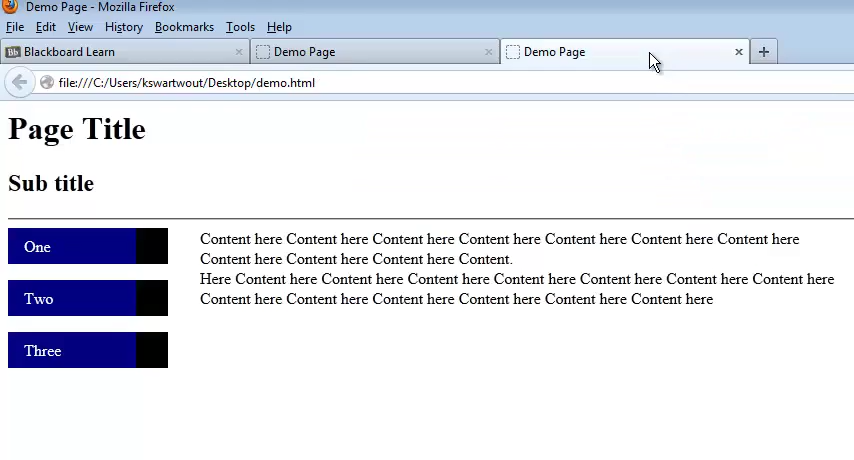 Demo Page - Mozilla Firefox
File Edit View History Bookmarks Tools Help
Bb Blackboard Learn Demo Page Demo Page
file:///C:/Users/kswartwout/Desktop/demo.html
Page Title
Sub title
One
Two
Three
Content here Content here Content here Content here Content here Content here Content here
Content here Content here Content here Content.
Here Content here Content here Content here Content here Content here Content here Content here
Content here Content here Content here Content here Content here Content here